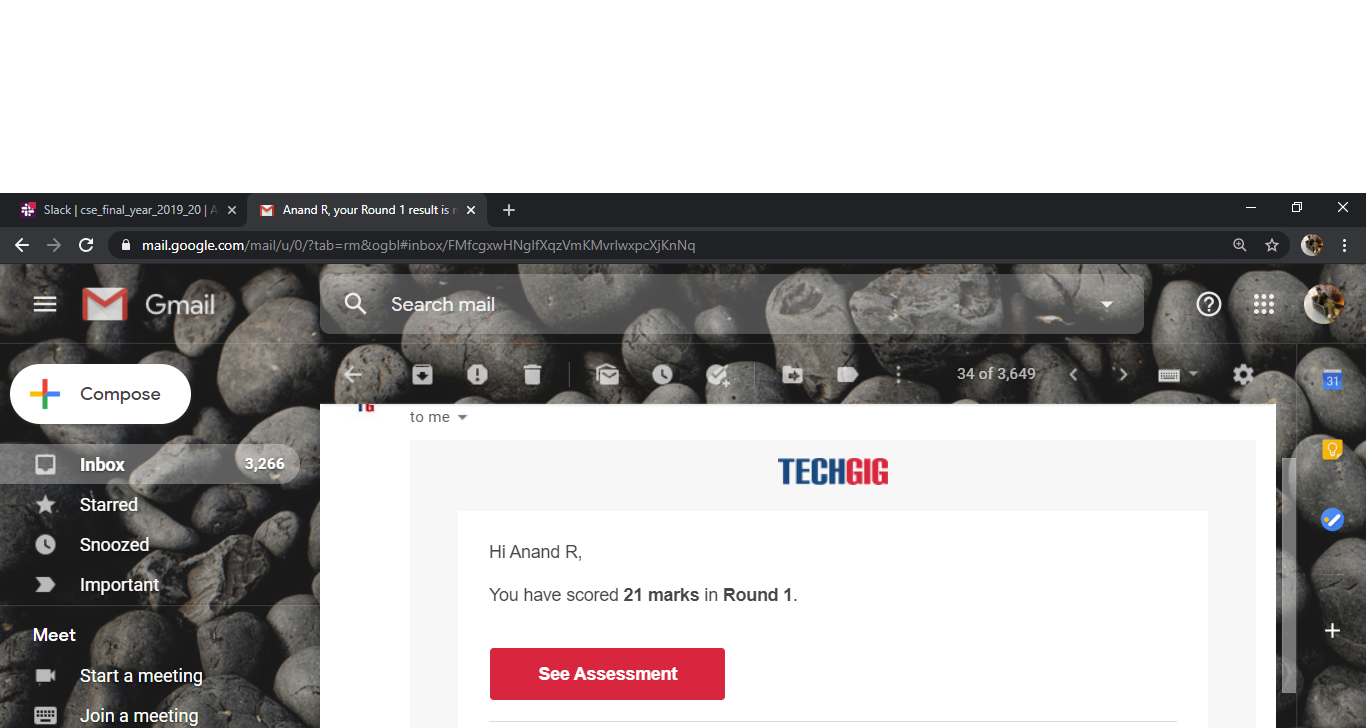 Slack | cse_final_year_2019_20 | A
Anand R, your Round 1 result is r
mail.google.com/mail/u/0/?tab=rm&ogbl#inbox/FMfcgxwHNglfXqzVmKMvrlwxpcXjKnNq
Gmail
Search mail
Compose
34 of 3,649
31
TG
to me
Inbox 3,266
Starred
Snoozed
Important
Meet
Start a meeting
Join a meeting
TECHGIG
Hi Anand R,
You have scored 21 marks in Round 1.
See Assessment